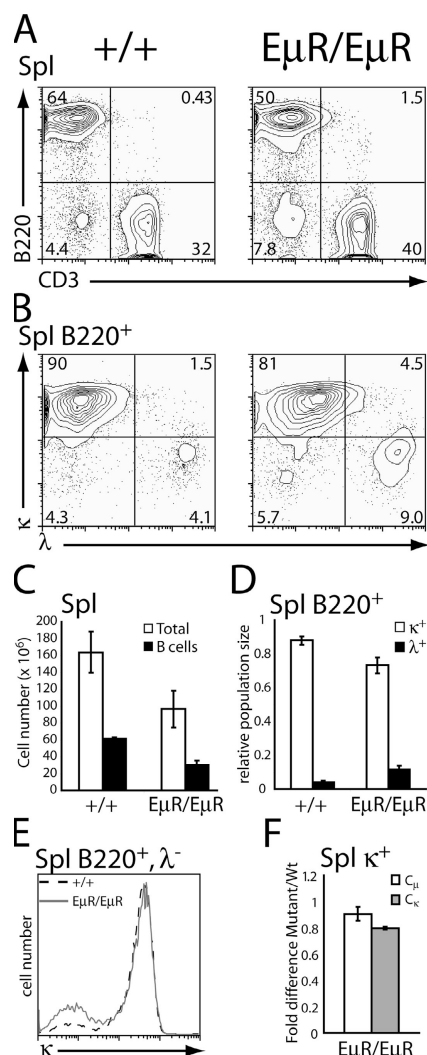 A
+/+
EμR/EμR
Spl
64
0.43
4.4
32
50
1.5
7.8
40
B220
CD3
B
Spl B220+
90
1.5
4.3
4.1
81
4.5
5.7
9.0
κ
λ
C
Spl
Total
B cells
Cell number (x 10⁶)
200
180
160
140
120
100
80
60
40
20
0
+/+
EμR/EμR
D
Spl B220+
κ+
λ+
relative population size
1
0.8
0.6
0.4
0.2
0
+/+
EμR/EμR
E
Spl B220+, λ-
+/+
EμR/EμR
cell number
κ
F
Spl κ+
Cμ
Cκ
Fold difference Mutant/Wt
1.2
1
0.8
0.6
0.4
0.2
0
EμR/EμR